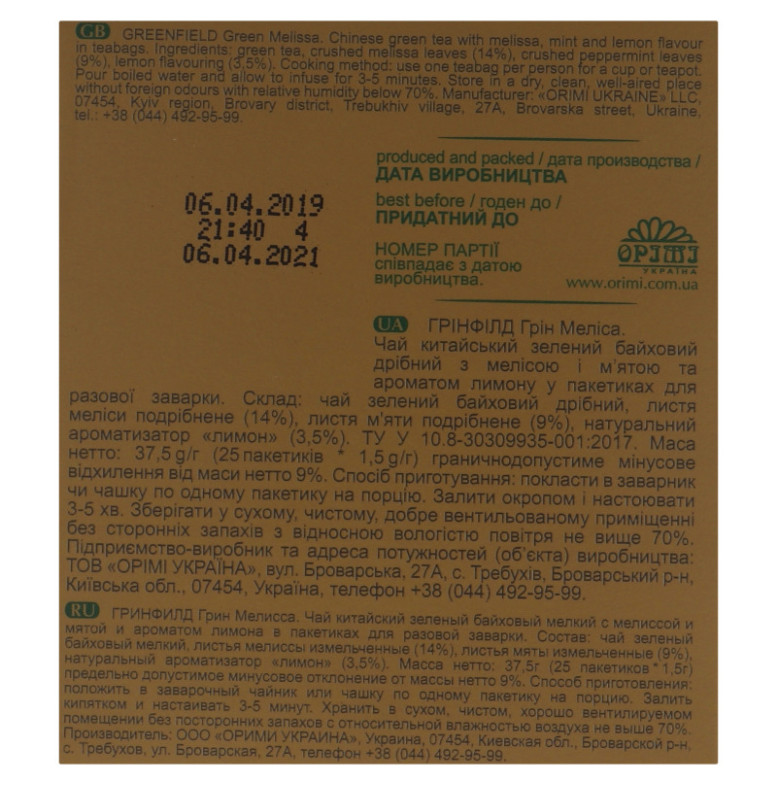 GB GREENFIELD Green Melissa. Chinese green tea with melissa, mint and lemon flavour
in teabags. Ingredients: green tea, crushed melissa leaves (14%), crushed peppermint leaves
(9%), lemon flavouring (3,5%). Cooking method: use one teabag per person for a cup or teapot.
Pour boiled water and allow to infuse for 3-5 minutes. Store in a dry, clean, well-aired place
without foreign odours with relative humidity below 70%. Manufacturer: «ORIMI UKRAINE» LLC,
07454, Kyiv region, Brovary district, Trebukhiv village, 27A, Brovarska street, Ukraine,
tel.: +38 (044) 492-95-99.
produced and packed / дата производства /
ДАТА ВИРОБНИЦТВА
best before / годен до /
ПРИДАТНИЙ ДО
06.04.2019
21:40 4
06.04.2021
НОМЕР ПАРТІЇ
співпадає з датою
виробництва.
ОРІМІ
УКРАЇНА
www.orimi.com.ua
UA ГРІНФІЛД Грін Меліса.
Чай китайський зелений байховий
дрібний з мелісою і м'ятою та
ароматом лимону у пакетиках для
разової заварки. Склад: чай зелений байховий дрібний, листя
меліси подрібнене (14%), листя м'яти подрібнене (9%), натуральний
ароматизатор «лимон» (3,5%). ТУ У 10.8-30309935-001:2017. Маса
нетто: 37,5 g/г (25 пакетиків * 1,5 g/г) граничнодопустиме мінусове
відхилення від маси нетто 9%. Спосіб приготування: покласти в заварник
чи чашку по одному пакетику на порцію. Залити окропом і настоювати
3-5 хв. Зберігати у сухому, чистому, добре вентильованому приміщенні
без сторонніх запахів з відносною вологістю повітря не вище 70%.
Підприємство-виробник та адреса потужностей (об'єкта) виробництва:
ТОВ «ОРІМІ УКРАЇНА», вул. Броварська, 27А, с. Требухів, Броварський р-н,
Київська обл., 07454, Україна, телефон +38 (044) 492-95-99.
RU ГРИНФИЛД Грин Мелисса. Чай китайский зеленый байховый мелкий с мелиссой и
мятой и ароматом лимона в пакетиках для разовой заварки. Состав: чай зеленый
байховый мелкий, листья мелиссы измельченные (14%), листья мяты измельченные (9%),
натуральный ароматизатор «лимон» (3,5%). Масса нетто: 37,5г (25 пакетиков * 1,5г)
предельно допустимое минусовое отклонение от массы нетто 9%. Способ приготовления:
положить в заварочный чайник или чашку по одному пакетику на порцию. Залить
кипятком и настаивать 3-5 минут. Хранить в сухом, чистом, хорошо вентилируемом
помещении без посторонних запахов с относительной влажностью воздуха не выше 70%.
Производитель: ООО «ОРИМИ УКРАИНА», Украина, 07454, Киевская обл., Броварской р-н,
с. Требухов, ул. Броварская, 27А, телефон +38 (044) 492-95-99.